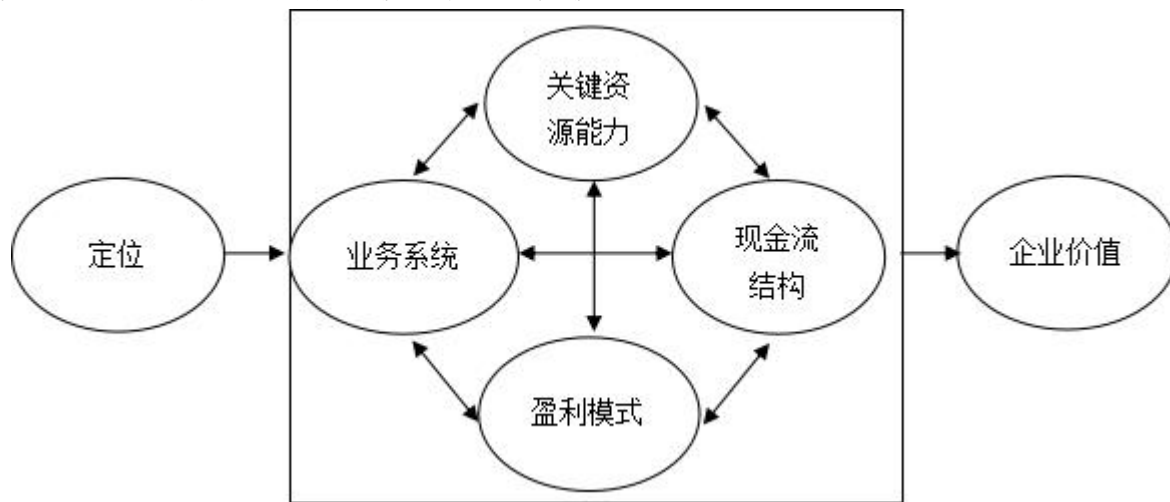 关键资
源能力
定位
业务系统
现金流
结构
企业价值
盈利模式